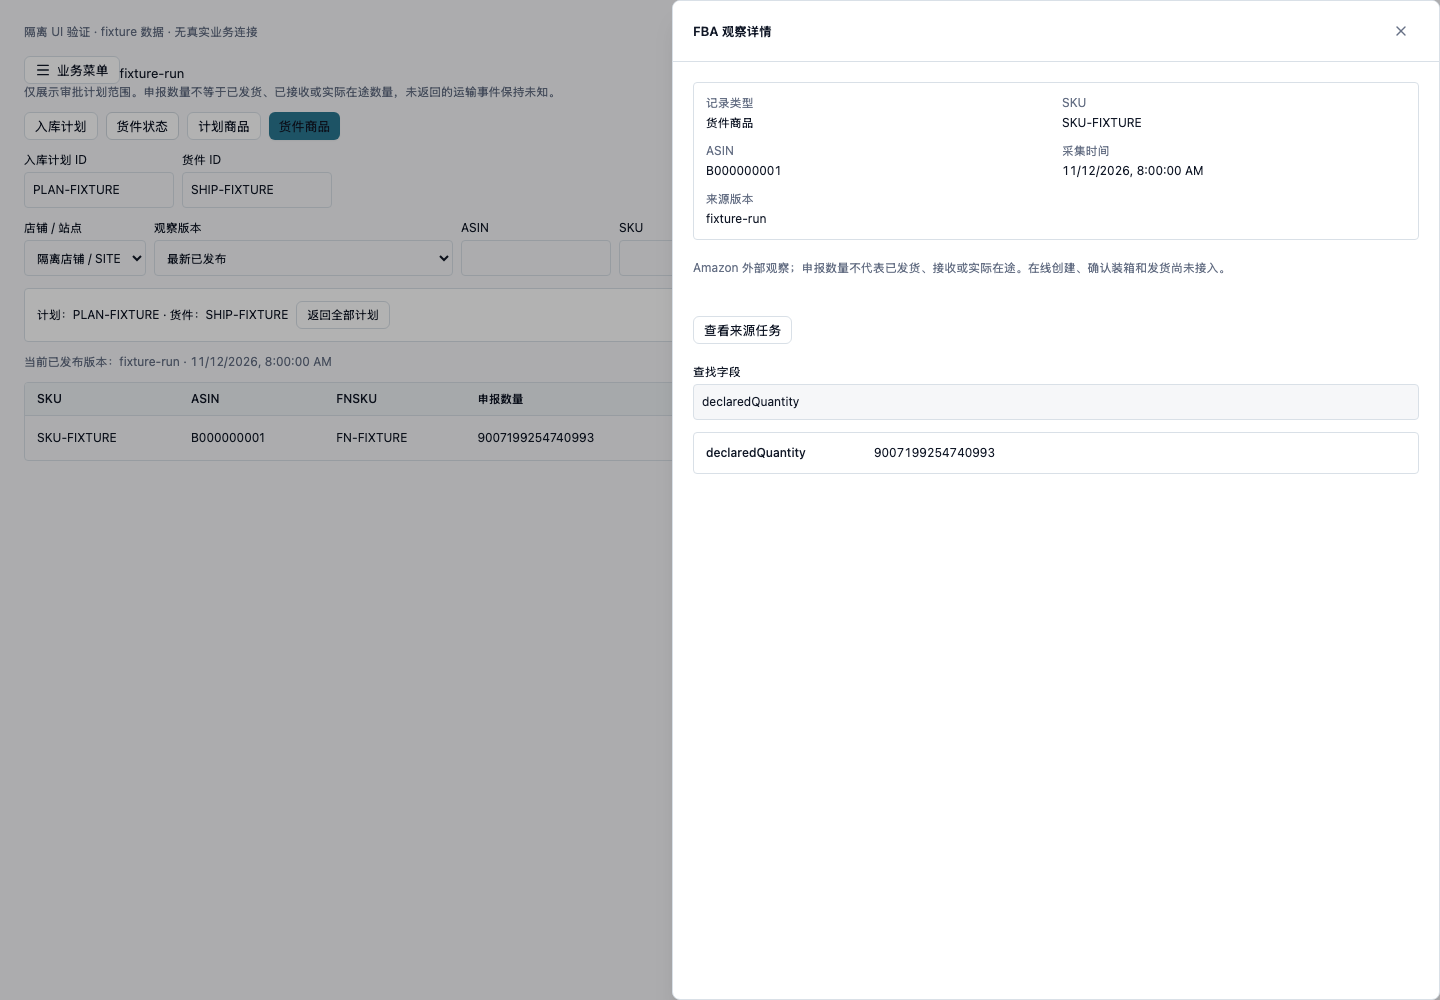 隔离 UI 验证 · fixture 数据 · 无真实业务连接
业务菜单
fixture-run
仅展示审批计划范围。申报数量不等于已发货、已接收或实际在途数量，未返回的运输事件保持未知。
入库计划 货件状态 计划商品 货件商品
入库计划 ID 货件 ID
PLAN-FIXTURE SHIP-FIXTURE
店铺 / 站点 观察版本 ASIN SKU
隔离店铺 / SITE 最新已发布
计划：PLAN-FIXTURE · 货件：SHIP-FIXTURE 返回全部计划
当前已发布版本：fixture-run · 11/12/2026, 8:00:00 AM
SKU ASIN FNSKU 申报数量
SKU-FIXTURE B000000001 FN-FIXTURE 9007199254740993
FBA 观察详情
记录类型 SKU
货件商品 SKU-FIXTURE
ASIN 采集时间
B000000001 11/12/2026, 8:00:00 AM
来源版本
fixture-run
Amazon 外部观察；申报数量不代表已发货、接收或实际在途。在线创建、确认装箱和发货尚未接入。
查看来源任务
查找字段
declaredQuantity
declaredQuantity 9007199254740993